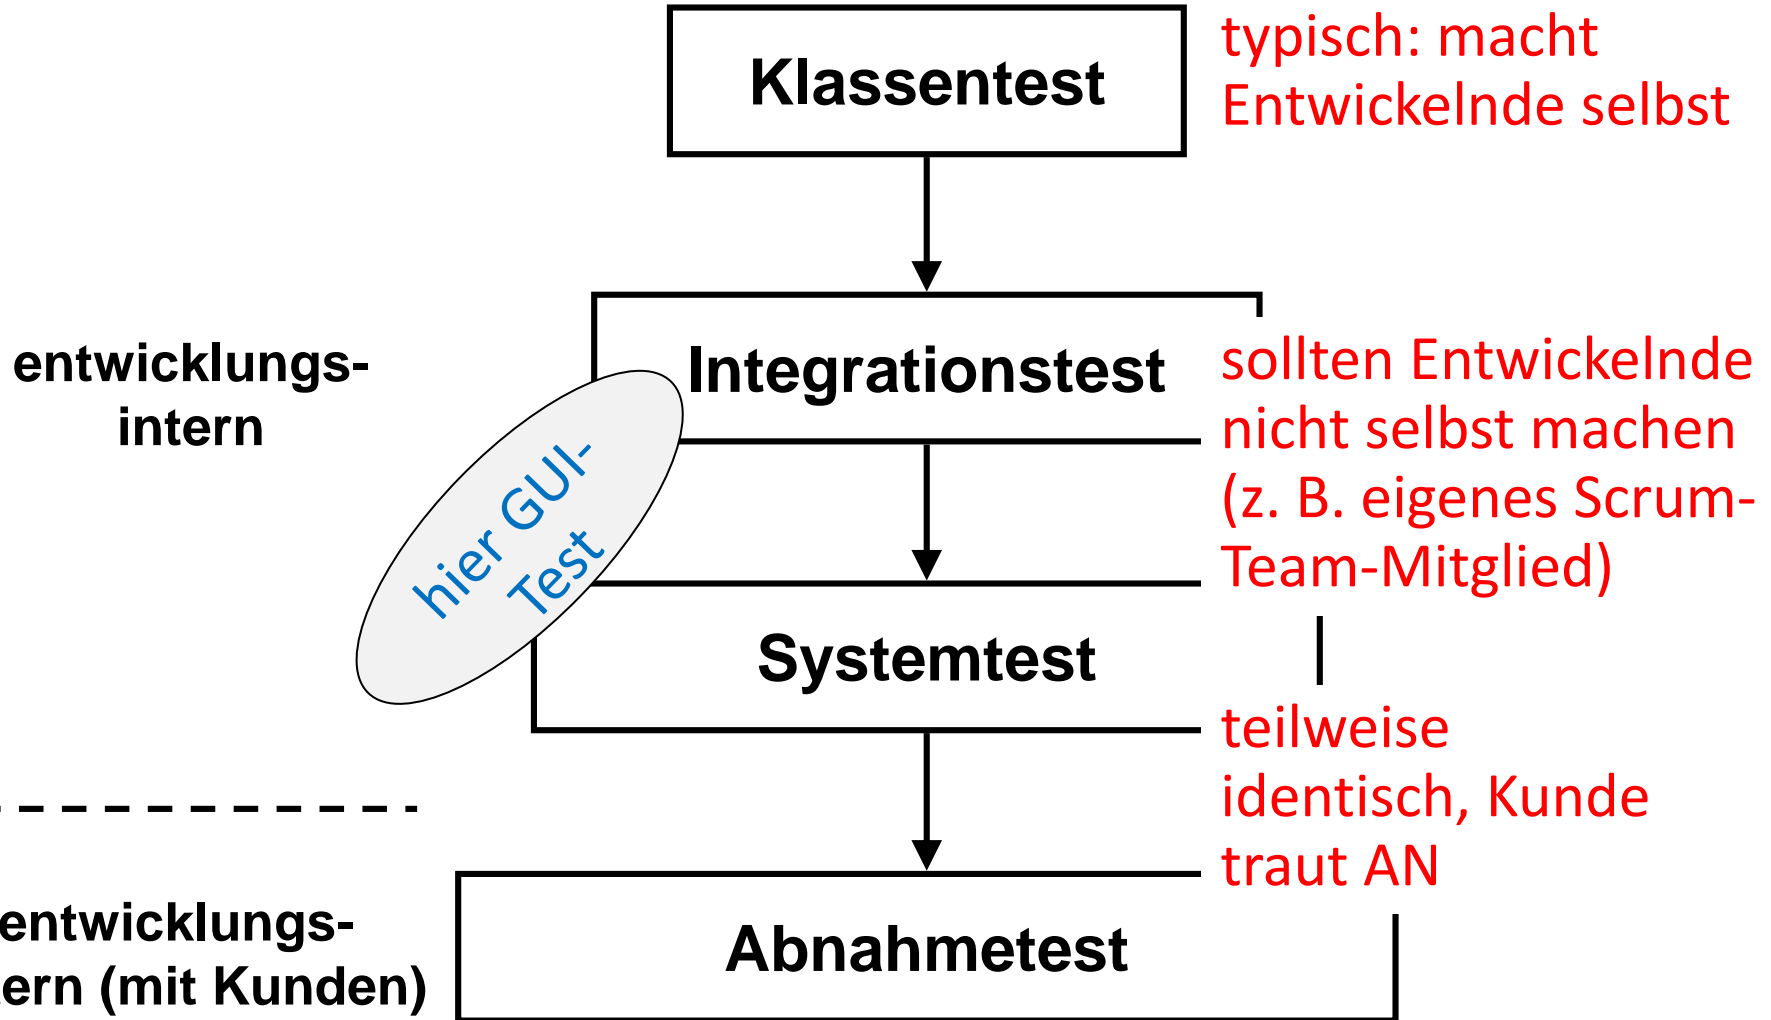 Klassentest
typisch: macht
Entwickelnde selbst
entwicklungs-
intern
Integrationstest
sollten Entwickelnde
nicht selbst machen
(z. B. eigenes Scrum-
Team-Mitglied)
hier GUI-
Test
Systemtest
teilweise
identisch, Kunde
traut AN
entwicklungs-
ern (mit Kunden)
Abnahmetest